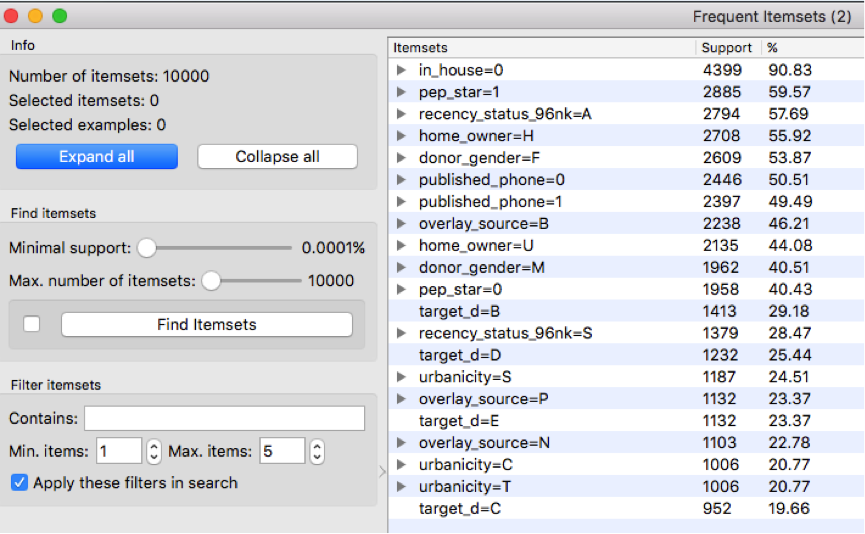 Frequent Itemsets (2)
Info
Number of itemsets: 10000
Selected itemsets: 0
Selected examples: 0
Expand all
Collapse all
Find itemsets
Minimal support: 0.0001%
Max. number of itemsets: 10000
Find Itemsets
Filter itemsets
Contains:
Min. items: 1 Max. items: 5
Apply these filters in search
Itemsets Support %
in_house=0 4399 90.83
pep_star=1 2885 59.57
recency_status_96nk=A 2794 57.69
home_owner=H 2708 55.92
donor_gender=F 2609 53.87
published_phone=0 2446 50.51
published_phone=1 2397 49.49
overlay_source=B 2238 46.21
home_owner=U 2135 44.08
donor_gender=M 1962 40.51
pep_star=0 1958 40.43
target_d=B 1413 29.18
recency_status_96nk=S 1379 28.47
target_d=D 1232 25.44
urbanicity=S 1187 24.51
overlay_source=P 1132 23.37
target_d=E 1132 23.37
overlay_source=N 1103 22.78
urbanicity=C 1006 20.77
urbanicity=T 1006 20.77
target_d=C 952 19.66